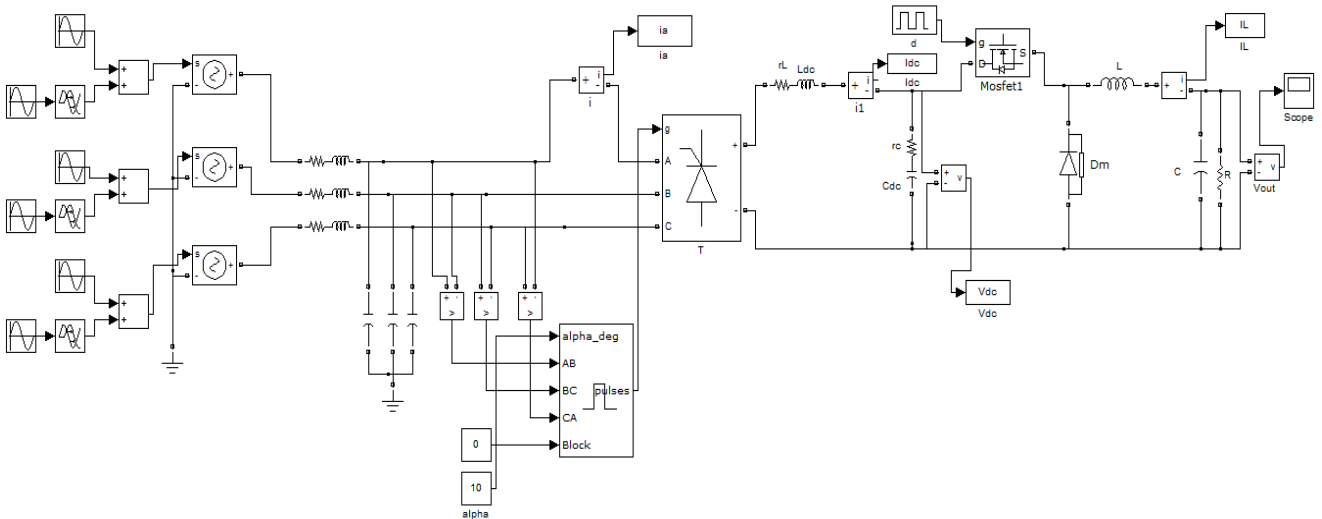 ia
ia
d
Idc
Idc
IL
IL
g
S
D
Mosfet1
L
rL
Ldc
i
+
-
i1
i
+
-
Scope
s
+
-
+
+
i
+
-
i
g
A
B
C
+
-
T
rc
Cdc
+
-
v
Dm
C
R
+
-
v
Vout
s
+
-
+
+
s
+
-
+
+
+ -
v
+ -
v
+ -
v
Vdc
Vdc
alpha_deg
AB
BC
pulses
CA
Block
0
10
alpha